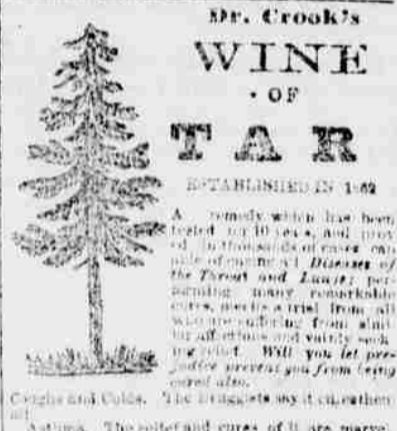 Dr. Crook's
WINE
OF
TAR
ESTABLISHED IN 1862
A remedy which has been
tested for 10 years, and prov
ed in thousands of cases cap
able of curing all Diseases of
the Throat and Lungs; per
forming many remarkable
cures, merits a trial from all
who are suffering from simi
lar affections and vainly seek
ing relief. Will you let pre-
judice prevent you from being
cured also.
Coughs and Colds. The Druggists say it cures them
all.
Asthma. The relief and cures of it are marvel